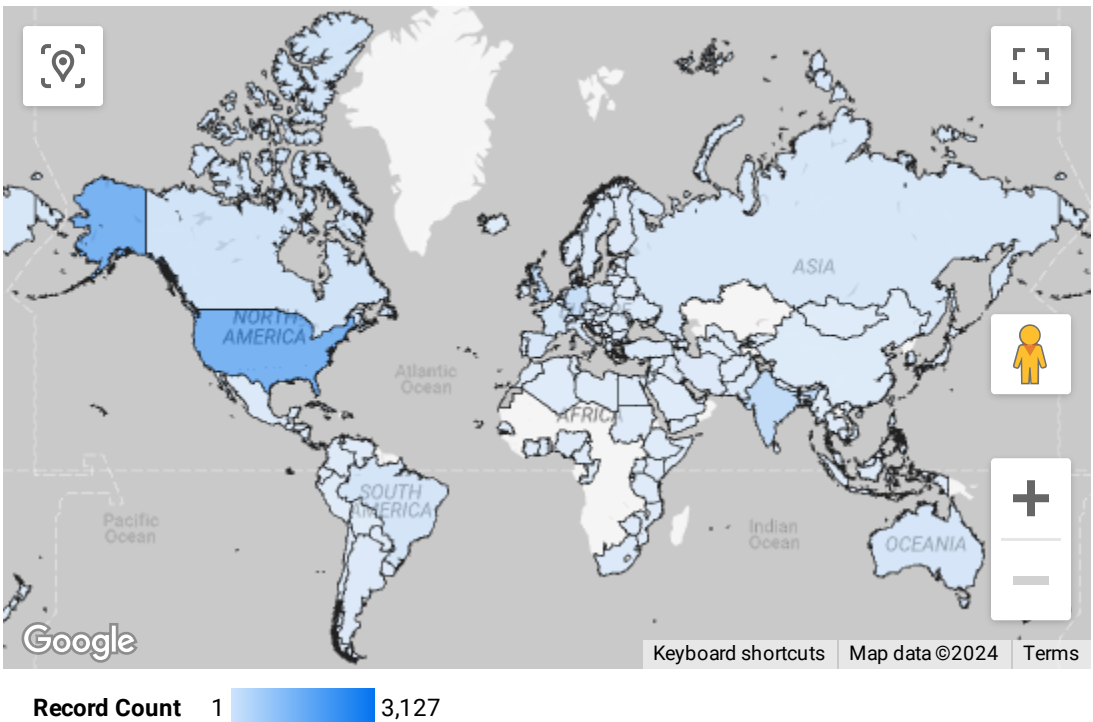 ASIA
NORTH
AMERICA
Atlantic
Ocean
AFRICA
SOUTH
AMERICA
Pacific
Ocean
Indian
Ocean
OCEANIA
Google
Keyboard shortcuts
Map data ©2024
Terms
Record Count 1 3,127